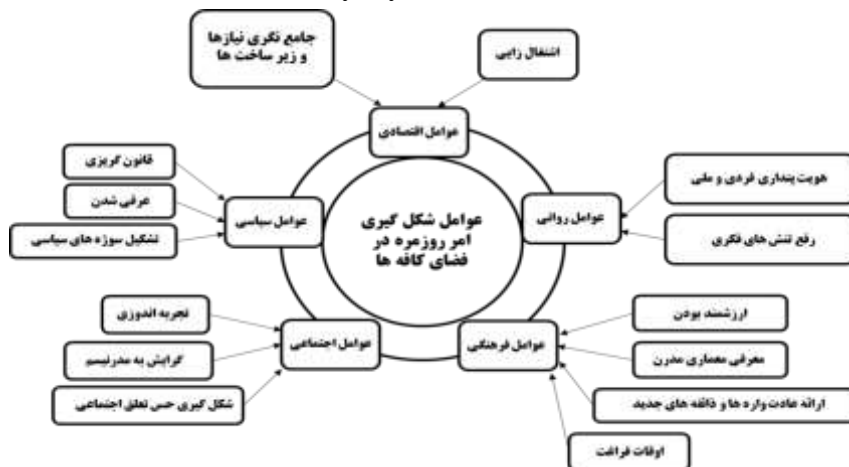 جامع نگری نیازها
و زیر ساخت ها
اشتغال زایی
عوامل اقتصادی
قانون گریزی
عرفی شدن
تشکیل سوژه های سیاسی
عوامل سیاسی
عوامل شکل گیری
امر روزمره در
فضای کافه ها
عوامل روانی
هویت پنداری فردی و ملی
رفع تنش های فکری
تجربه اندوزی
گرایش به مدرنیسم
شکل گیری حس تعلق اجتماعی
عوامل اجتماعی
عوامل فرهنگی
ارزشمند بودن
معرفی معماری مدرن
ارائه عادت واره ها و ذائقه های جدید
اوقات فراغت